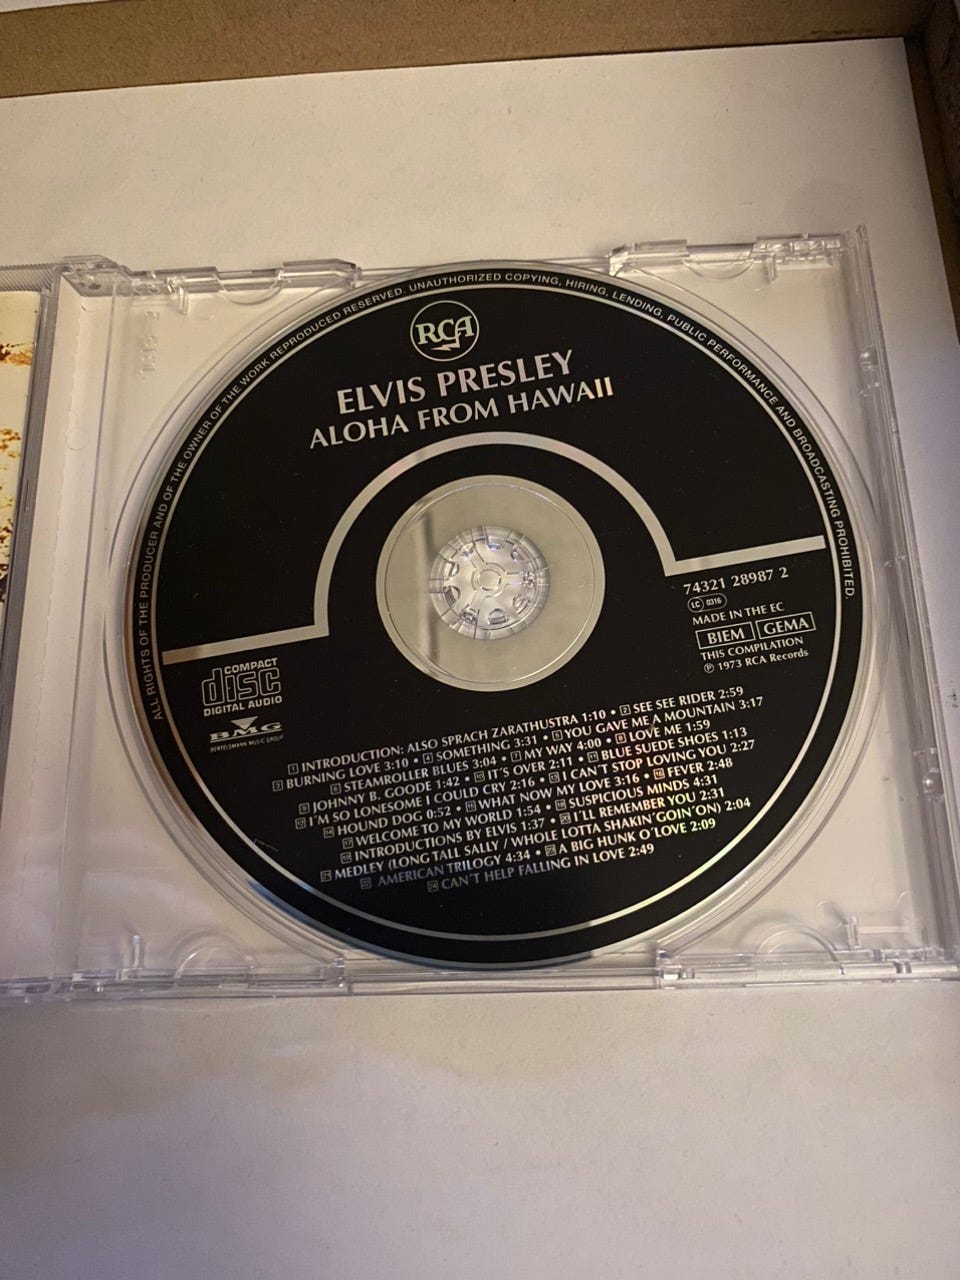 ALL RIGHTS OF THE PRODUCER AND OF THE OWNER OF THE WORK REPRODUCED RESERVED. UNAUTHORIZED COPYING, HIRING, LENDING, PUBLIC PERFORMANCE AND BROADCASTING PROHIBITED.
RCA
ELVIS PRESLEY
ALOHA FROM HAWAII
74321 28987 2
LC 0316
MADE IN THE EC
BIEM GEMA
THIS COMPILATION
℗ 1973 RCA Records
COMPACT
disc
DIGITAL AUDIO
BMG
BERTELSMANN MUSIC GROUP
1 INTRODUCTION: ALSO SPRACH ZARATHUSTRA 1:10 • 2 SEE SEE RIDER 2:59
3 BURNING LOVE 3:10 • 4 SOMETHING 3:31 • 5 YOU GAVE ME A MOUNTAIN 3:17
6 STEAMROLLER BLUES 3:04 • 7 MY WAY 4:00 • 8 LOVE ME 1:59
9 JOHNNY B. GOODE 1:42 • 10 IT'S OVER 2:11 • 11 BLUE SUEDE SHOES 1:13
12 I'M SO LONESOME I COULD CRY 2:16 • 13 I CAN'T STOP LOVING YOU 2:27
14 HOUND DOG 0:52 • 15 WHAT NOW MY LOVE 3:16 • 16 FEVER 2:48
17 WELCOME TO MY WORLD 1:54 • 18 SUSPICIOUS MINDS 4:31
19 INTRODUCTIONS BY ELVIS 1:37 • 20 I'LL REMEMBER YOU 2:31
21 MEDLEY (LONG TALL SALLY / WHOLE LOTTA SHAKIN´GOIN´ON) 2:04
22 AMERICAN TRILOGY 4:34 • 23 A BIG HUNK O´LOVE 2:09
24 CAN´T HELP FALLING IN LOVE 2:49